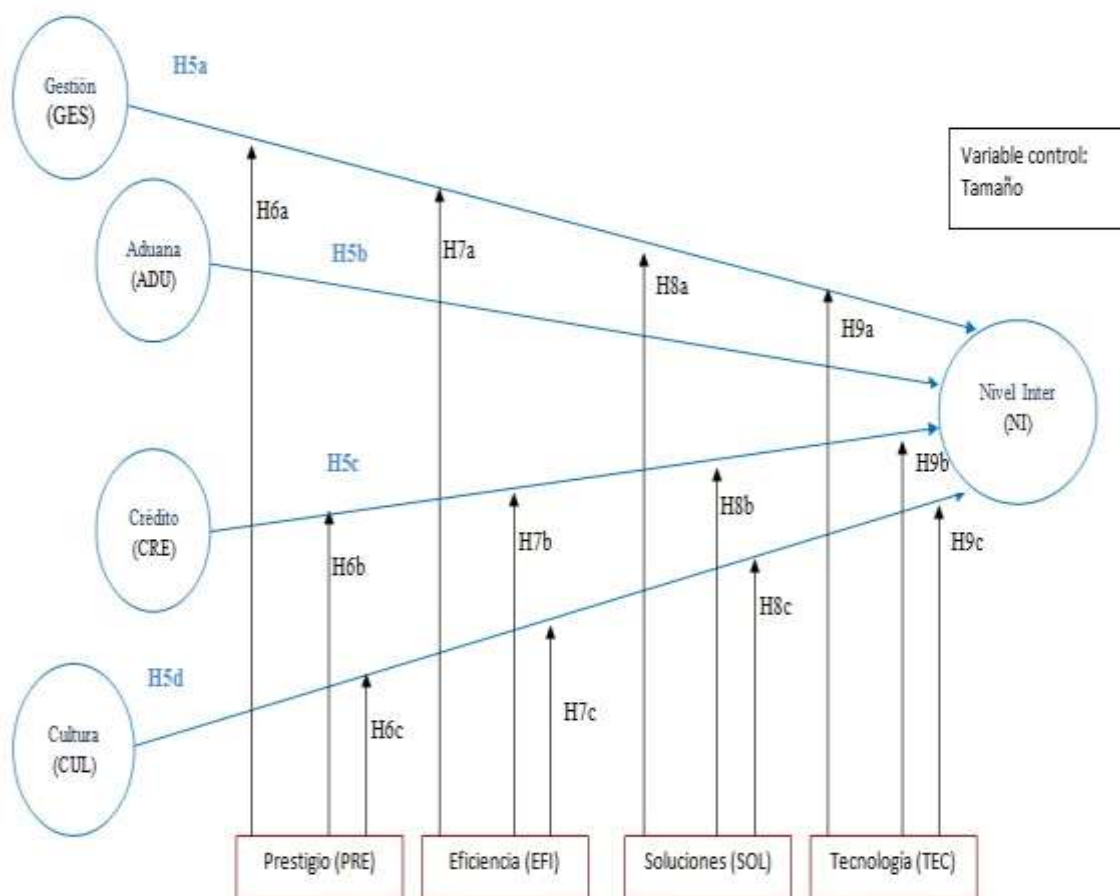 H5a
Gestión
(GES)
Variable control:
Tamaño
H6a
H7a
H5b
Aduana
(ADU)
H8a
H9a
Nivel Inter
(NI)
H5c
H9b
Crédito
(CRE)
H6b
H7b
H8b
H9c
H8c
H5d
H7c
H6c
Cultura
(CUL)
Prestigio (PRE)
Eficiencia (EFI)
Soluciones (SOL)
Tecnología (TEC)